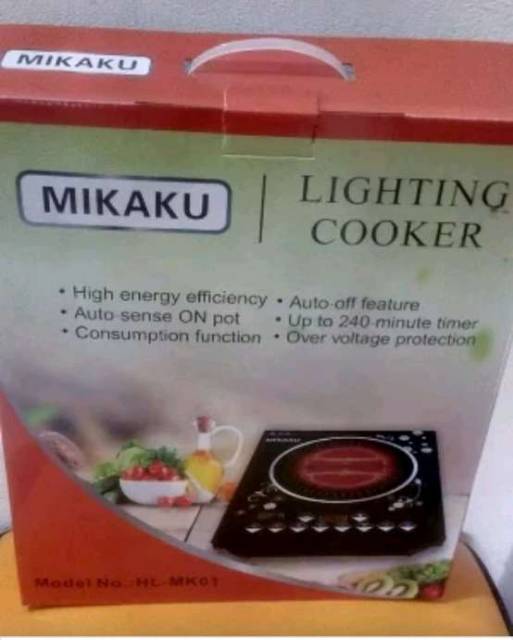 MIKAKU
MIKAKU
LIGHTING
COOKER
• High energy efficiency
• Auto-sense ON pot
• Consumption function
• Auto-off feature
• Up to 240-minute timer
• Over voltage protection
MIKAKU
Model No.:HL-MK01